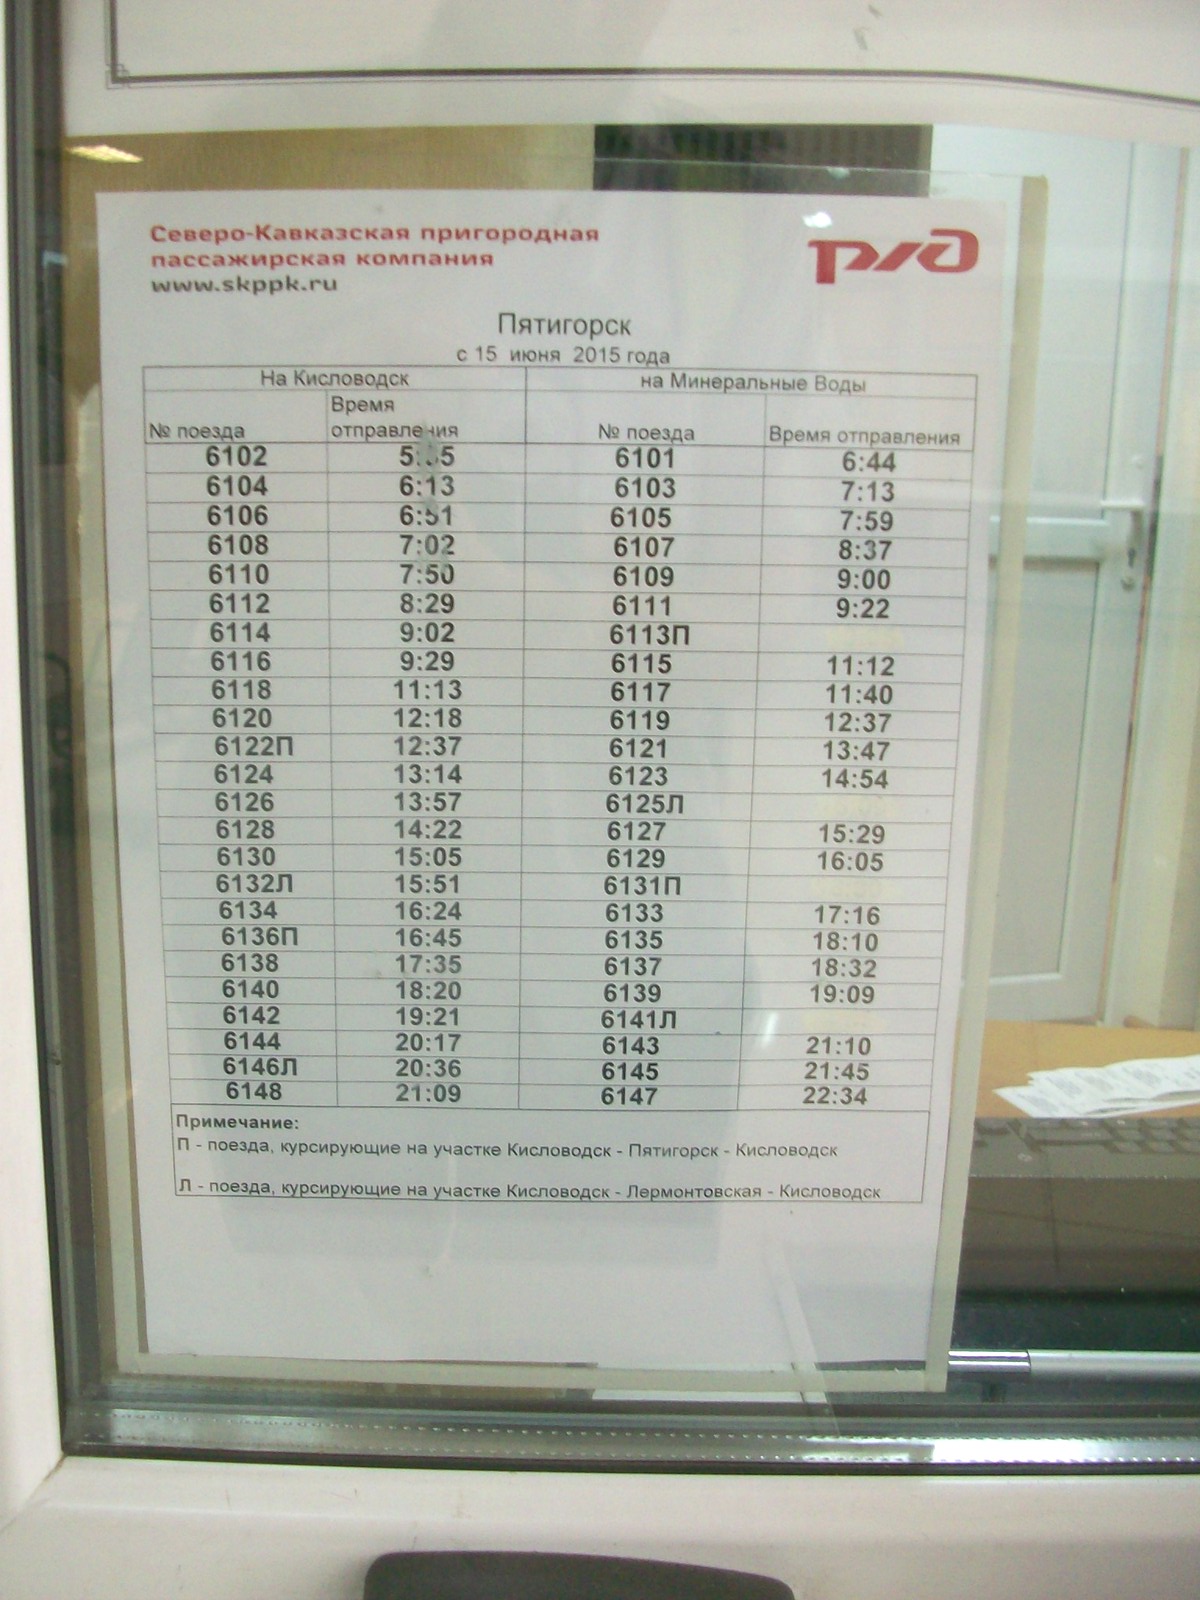 Северо-Кавказская пригородная
пассажирская компания
www.skppk.ru
РЖД
Пятигорск
с 15 июня 2015 года
На Кисловодск на Минеральные Воды
№ поезда Время отправления № поезда Время отправления
6102 6101 6:44
6104 6:13 6103 7:13
6106 6:51 6105 7:59
6108 7:02 6107 8:37
6110 7:50 6109 9:00
6112 8:29 6111 9:22
6114 9:02 6113П
6116 9:29 6115 11:12
6118 11:13 6117 11:40
6120 12:18 6119 12:37
6122П 12:37 6121 13:47
6124 13:14 6123 14:54
6126 13:57 6125Л
6128 14:22 6127 15:29
6130 15:05 6129 16:05
6132Л 15:51 6131П
6134 16:24 6133 17:16
6136П 16:45 6135 18:10
6138 17:35 6137 18:32
6140 18:20 6139 19:09
6142 19:21 6141Л
6144 20:17 6143 21:10
6146Л 20:36 6145 21:45
6148 21:09 6147 22:34
Примечание:
П - поезда, курсирующие на участке Кисловодск - Пятигорск - Кисловодск
Л - поезда, курсирующие на участке Кисловодск - Лермонтовская - Кисловодск